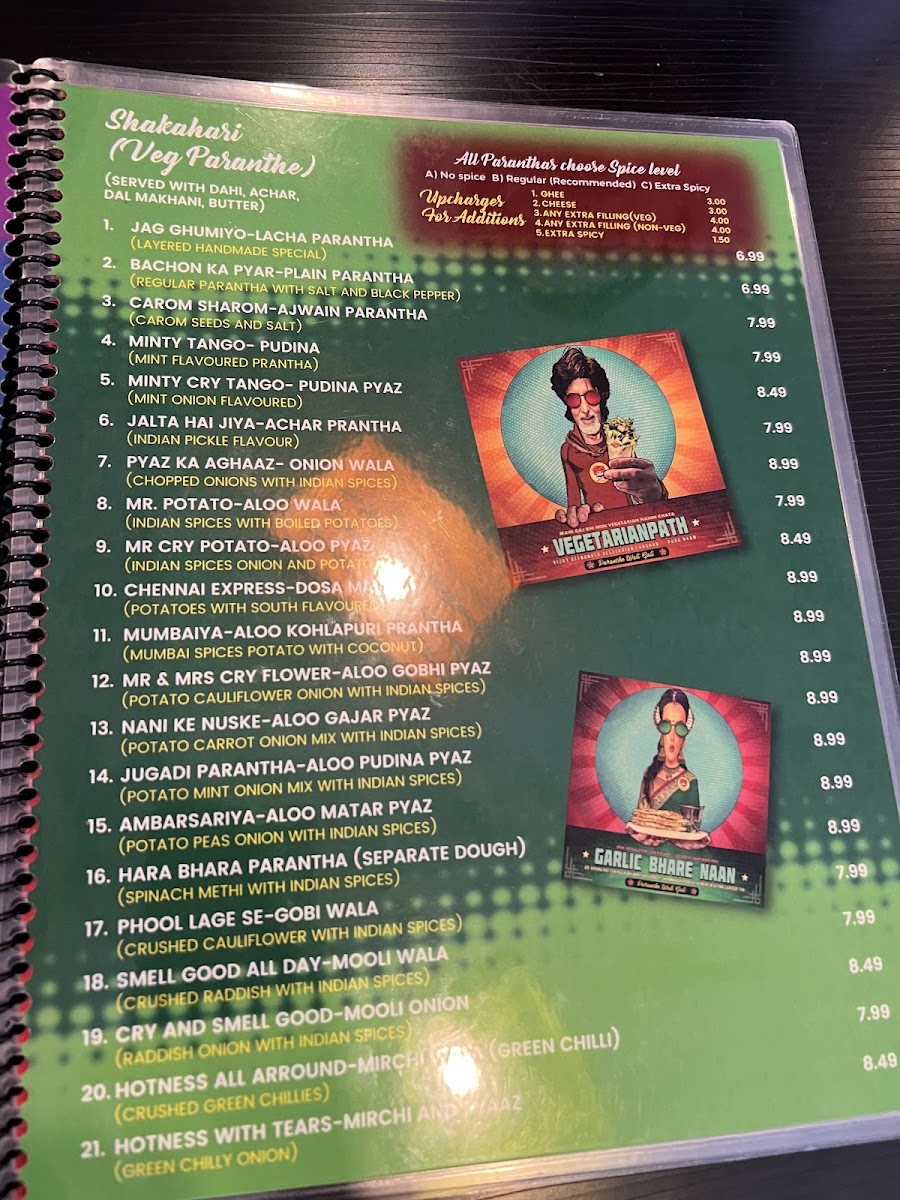 Shakahari
(Veg Paranthe)
(SERVED WITH DAHI, ACHAR,
DAL MAKHANI, BUTTER)
All Paranthas choose Spice level
A) No spice B) Regular (Recommended) C) Extra Spicy
Upcharges
For Additions
1. GHEE 3.00
2. CHEESE 3.00
3. ANY EXTRA FILLING(VEG) 4.00
4. ANY EXTRA FILLING (NON-VEG) 4.00
5. EXTRA SPICY 1.50
1. JAG GHUMIYO-LACHA PARANTHA 6.99
(LAYERED HANDMADE SPECIAL)
2. BACHON KA PYAR-PLAIN PARANTHA 6.99
(REGULAR PARANTHA WITH SALT AND BLACK PEPPER)
3. CAROM SHAROM-AJWAIN PARANTHA 7.99
(CAROM SEEDS AND SALT)
4. MINTY TANGO- PUDINA 7.99
(MINT FLAVOURED PRANTHA)
5. MINTY CRY TANGO- PUDINA PYAZ 8.49
(MINT ONION FLAVOURED)
6. JALTA HAI JIYA-ACHAR PRANTHA 7.99
(INDIAN PICKLE FLAVOUR)
7. PYAZ KA AGHAAZ- ONION WALA 8.99
(CHOPPED ONIONS WITH INDIAN SPICES)
8. MR. POTATO-ALOO WALA 7.99
(INDIAN SPICES WITH BOILED POTATOES)
9. MR CRY POTATO-ALOO PYAZ 8.49
(INDIAN SPICES ONION AND
10. CHENNAI EXPRESS-DOSA 8.99
(POTATOES WITH SOUTH FLAVOURED
11. MUMBAIYA-ALOO KOHLAPURI PRANTHA 8.99
(MUMBAI SPICES POTATO WITH COCONUT)
12. MR & MRS CRY FLOWER-ALOO GOBHI PYAZ 8.99
(POTATO CAULIFLOWER ONION WITH INDIAN SPICES)
13. NANI KE NUSKE-ALOO GAJAR PYAZ 8.99
(POTATO CARROT ONION MIX WITH INDIAN SPICES)
14. JUGADI PARANTHA-ALOO PUDINA PYAZ 8.99
(POTATO MINT ONION MIX WITH INDIAN SPICES)
15. AMBARSARIYA-ALOO MATAR PYAZ 8.99
(POTATO PEAS ONION WITH INDIAN SPICES)
16. HARA BHARA PARANTHA (SEPARATE DOUGH) 8.99
(SPINACH METHI WITH INDIAN SPICES)
17. PHOOL LAGE SE-GOBI WALA 7.99
(CRUSHED CAULIFLOWER WITH INDIAN SPICES)
18. SMELL GOOD ALL DAY-MOOLI WALA 7.99
(CRUSHED RADDISH WITH INDIAN SPICES)
19. CRY AND SMELL GOOD-MOOLI ONION 8.49
(RADDISH ONION WITH INDIAN SPICES)
20. HOTNESS ALL ARROUND-MIRCHI (GREEN CHILLI) 7.99
(CRUSHED GREEN CHILLIES)
21. HOTNESS WITH TEARS-MIRCHI AND 8.49
(GREEN CHILLY ONION)
MAIN AAJ BHI NON VEGETARIAN NAHIN KHATA
VEGETARIANPATH
Paranthe Wali Gali
GARLIC BHARE NAAN
Paranthe Wali Gali